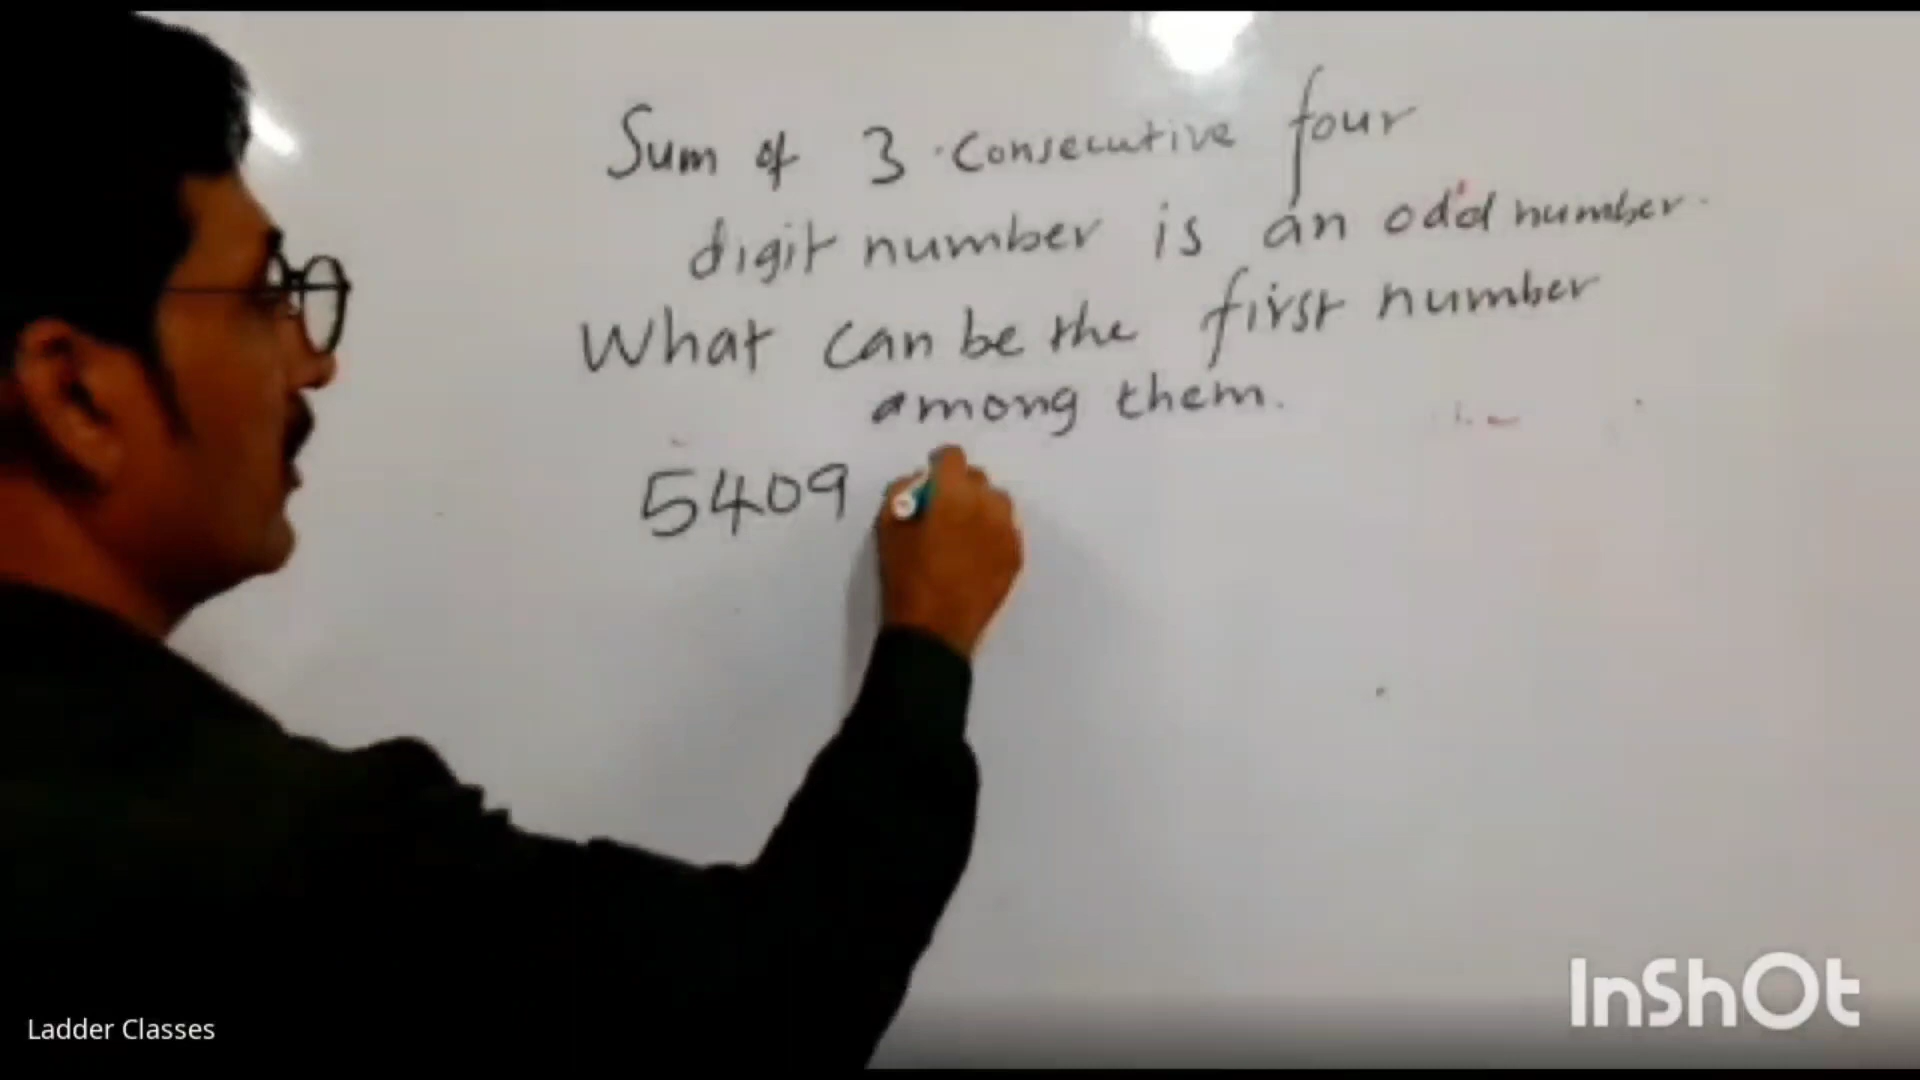 Sum of 3 consecutive four
digit number is an odd number.
What can be the first number
among them.
5409
InShOt
Ladder Classes